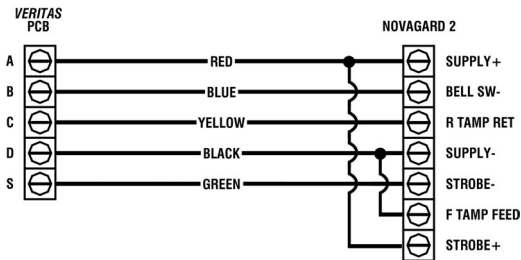 VERITAS
PCB
NOVAGARD 2
A RED SUPPLY+
B BLUE BELL SW-
C YELLOW R TAMP RET
D BLACK SUPPLY-
S GREEN STROBE-
F TAMP FEED
STROBE+